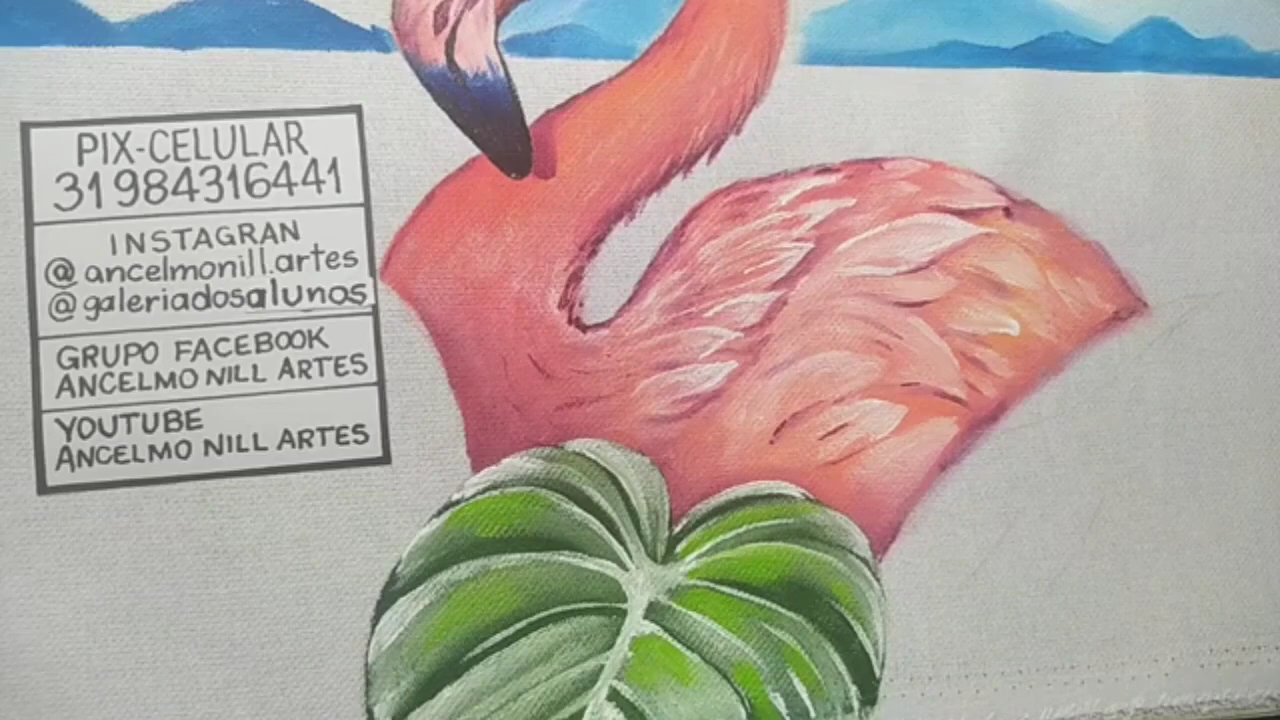 PIX-CELULAR
31984316441
INSTAGRAN
@ancelmonill.artes
@galeriadosalunos
GRUPO FACEBOOK
ANCELMO NILL ARTES
YOUTUBE
ANCELMO NILL ARTES